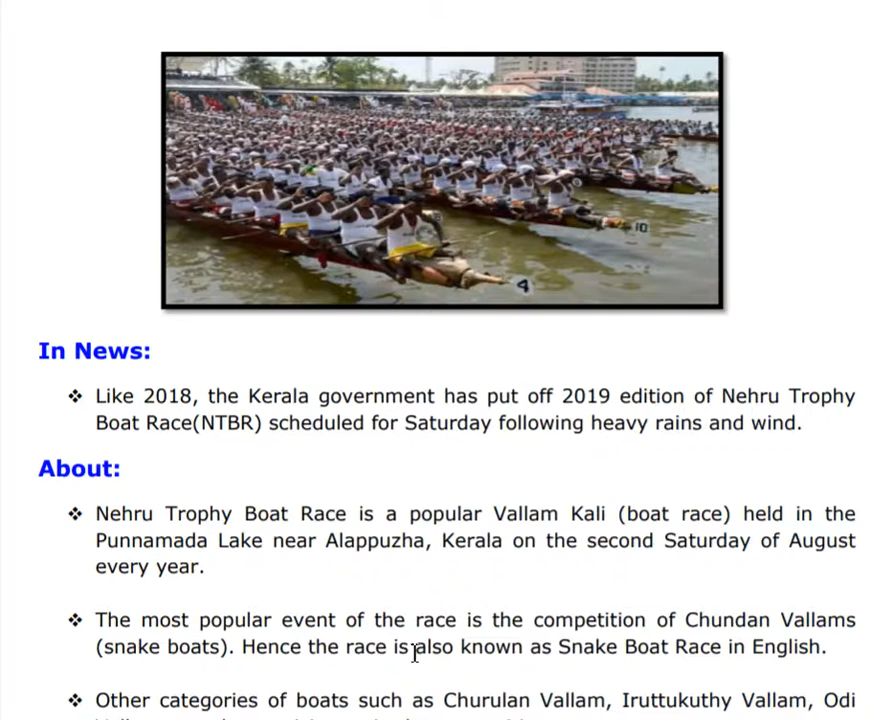 10
4
In News:
❖ Like 2018, the Kerala government has put off 2019 edition of Nehru Trophy
Boat Race(NTBR) scheduled for Saturday following heavy rains and wind.
About:
❖ Nehru Trophy Boat Race is a popular Vallam Kali (boat race) held in the
Punnamada Lake near Alappuzha, Kerala on the second Saturday of August
every year.
❖ The most popular event of the race is the competition of Chundan Vallams
(snake boats). Hence the race is also known as Snake Boat Race in English.
❖ Other categories of boats such as Churulan Vallam, Iruttukuthy Vallam, Odi